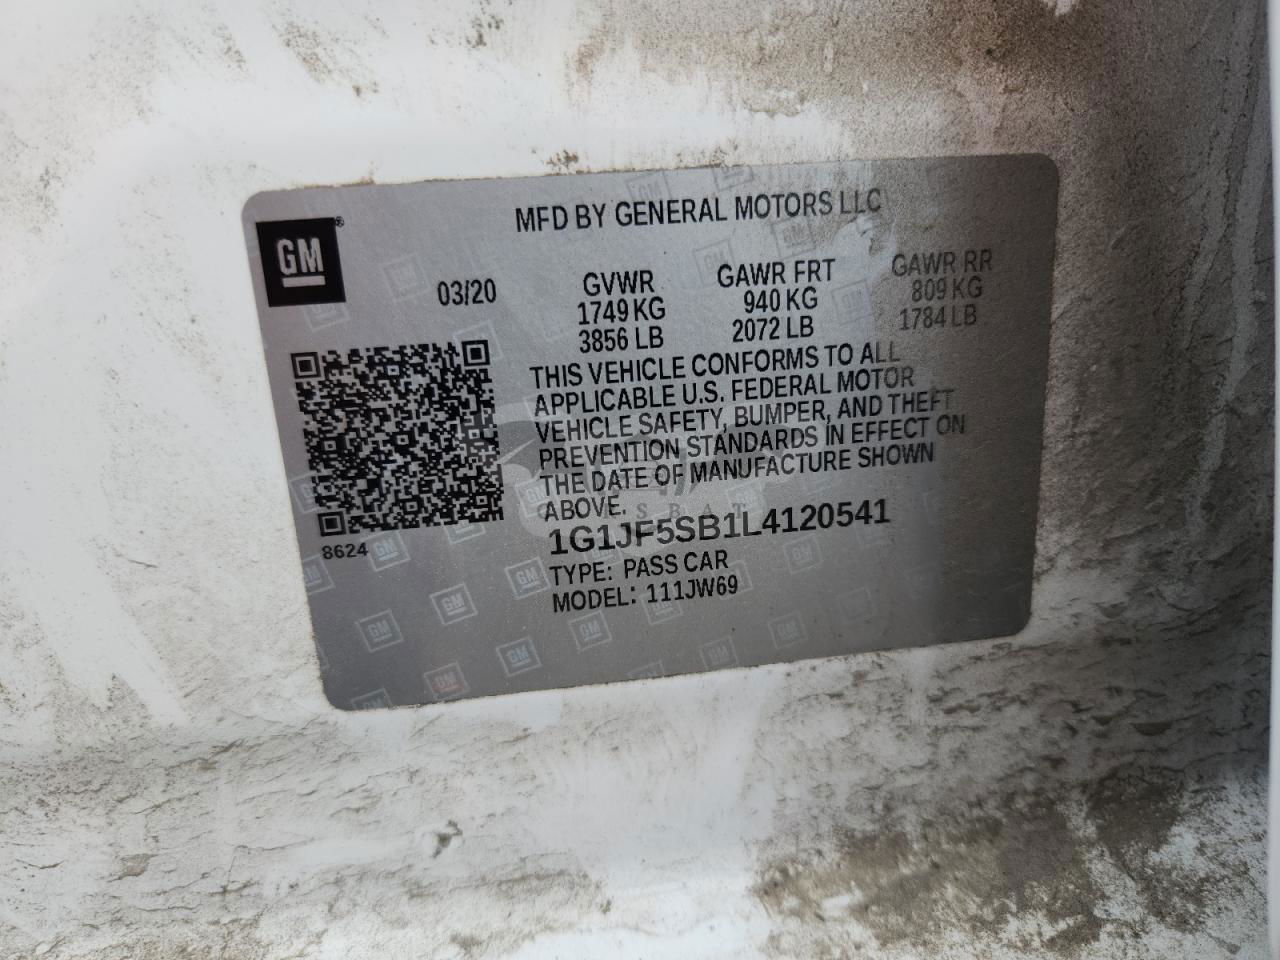 GM
MFD BY GENERAL MOTORS LLC
03/20
GVWR
1749 KG
3856 LB
GAWR FRT
940 KG
2072 LB
GAWR RR
809 KG
1784 LB
THIS VEHICLE CONFORMS TO ALL
APPLICABLE U.S. FEDERAL MOTOR
VEHICLE SAFETY, BUMPER, AND THEFT
PREVENTION STANDARDS IN EFFECT ON
THE DATE OF MANUFACTURE SHOWN
ABOVE.
1G1JF5SB1L4120541
TYPE: PASS CAR
MODEL: 111JW69
8624